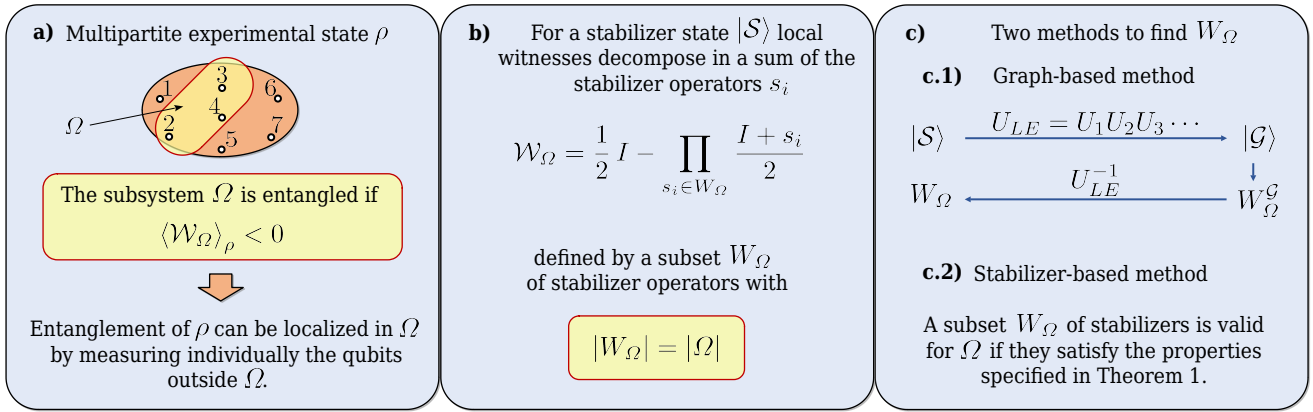 a) Multipartite experimental state ρ
1
3
6
4
Ω
2
5
7
The subsystem Ω is entangled if
⟨𝒲_Ω⟩_ρ < 0
Entanglement of ρ can be localized in Ω
by measuring individually the qubits
outside Ω.
b) For a stabilizer state |𝒮⟩ local
witnesses decompose in a sum of the
stabilizer operators s_i
𝒲_Ω = 1/2 I − ∏_{s_i∈W_Ω} (I + s_i)/2
defined by a subset W_Ω
of stabilizer operators with
|W_Ω| = |Ω|
c) Two methods to find W_Ω
c.1) Graph-based method
|𝒮⟩ U_{LE} = U_1U_2U_3 ⋯ |𝒢⟩
W_Ω U_{LE}^{−1} W_Ω^𝒢
c.2) Stabilizer-based method
A subset W_Ω of stabilizers is valid
for Ω if they satisfy the properties
specified in Theorem 1.